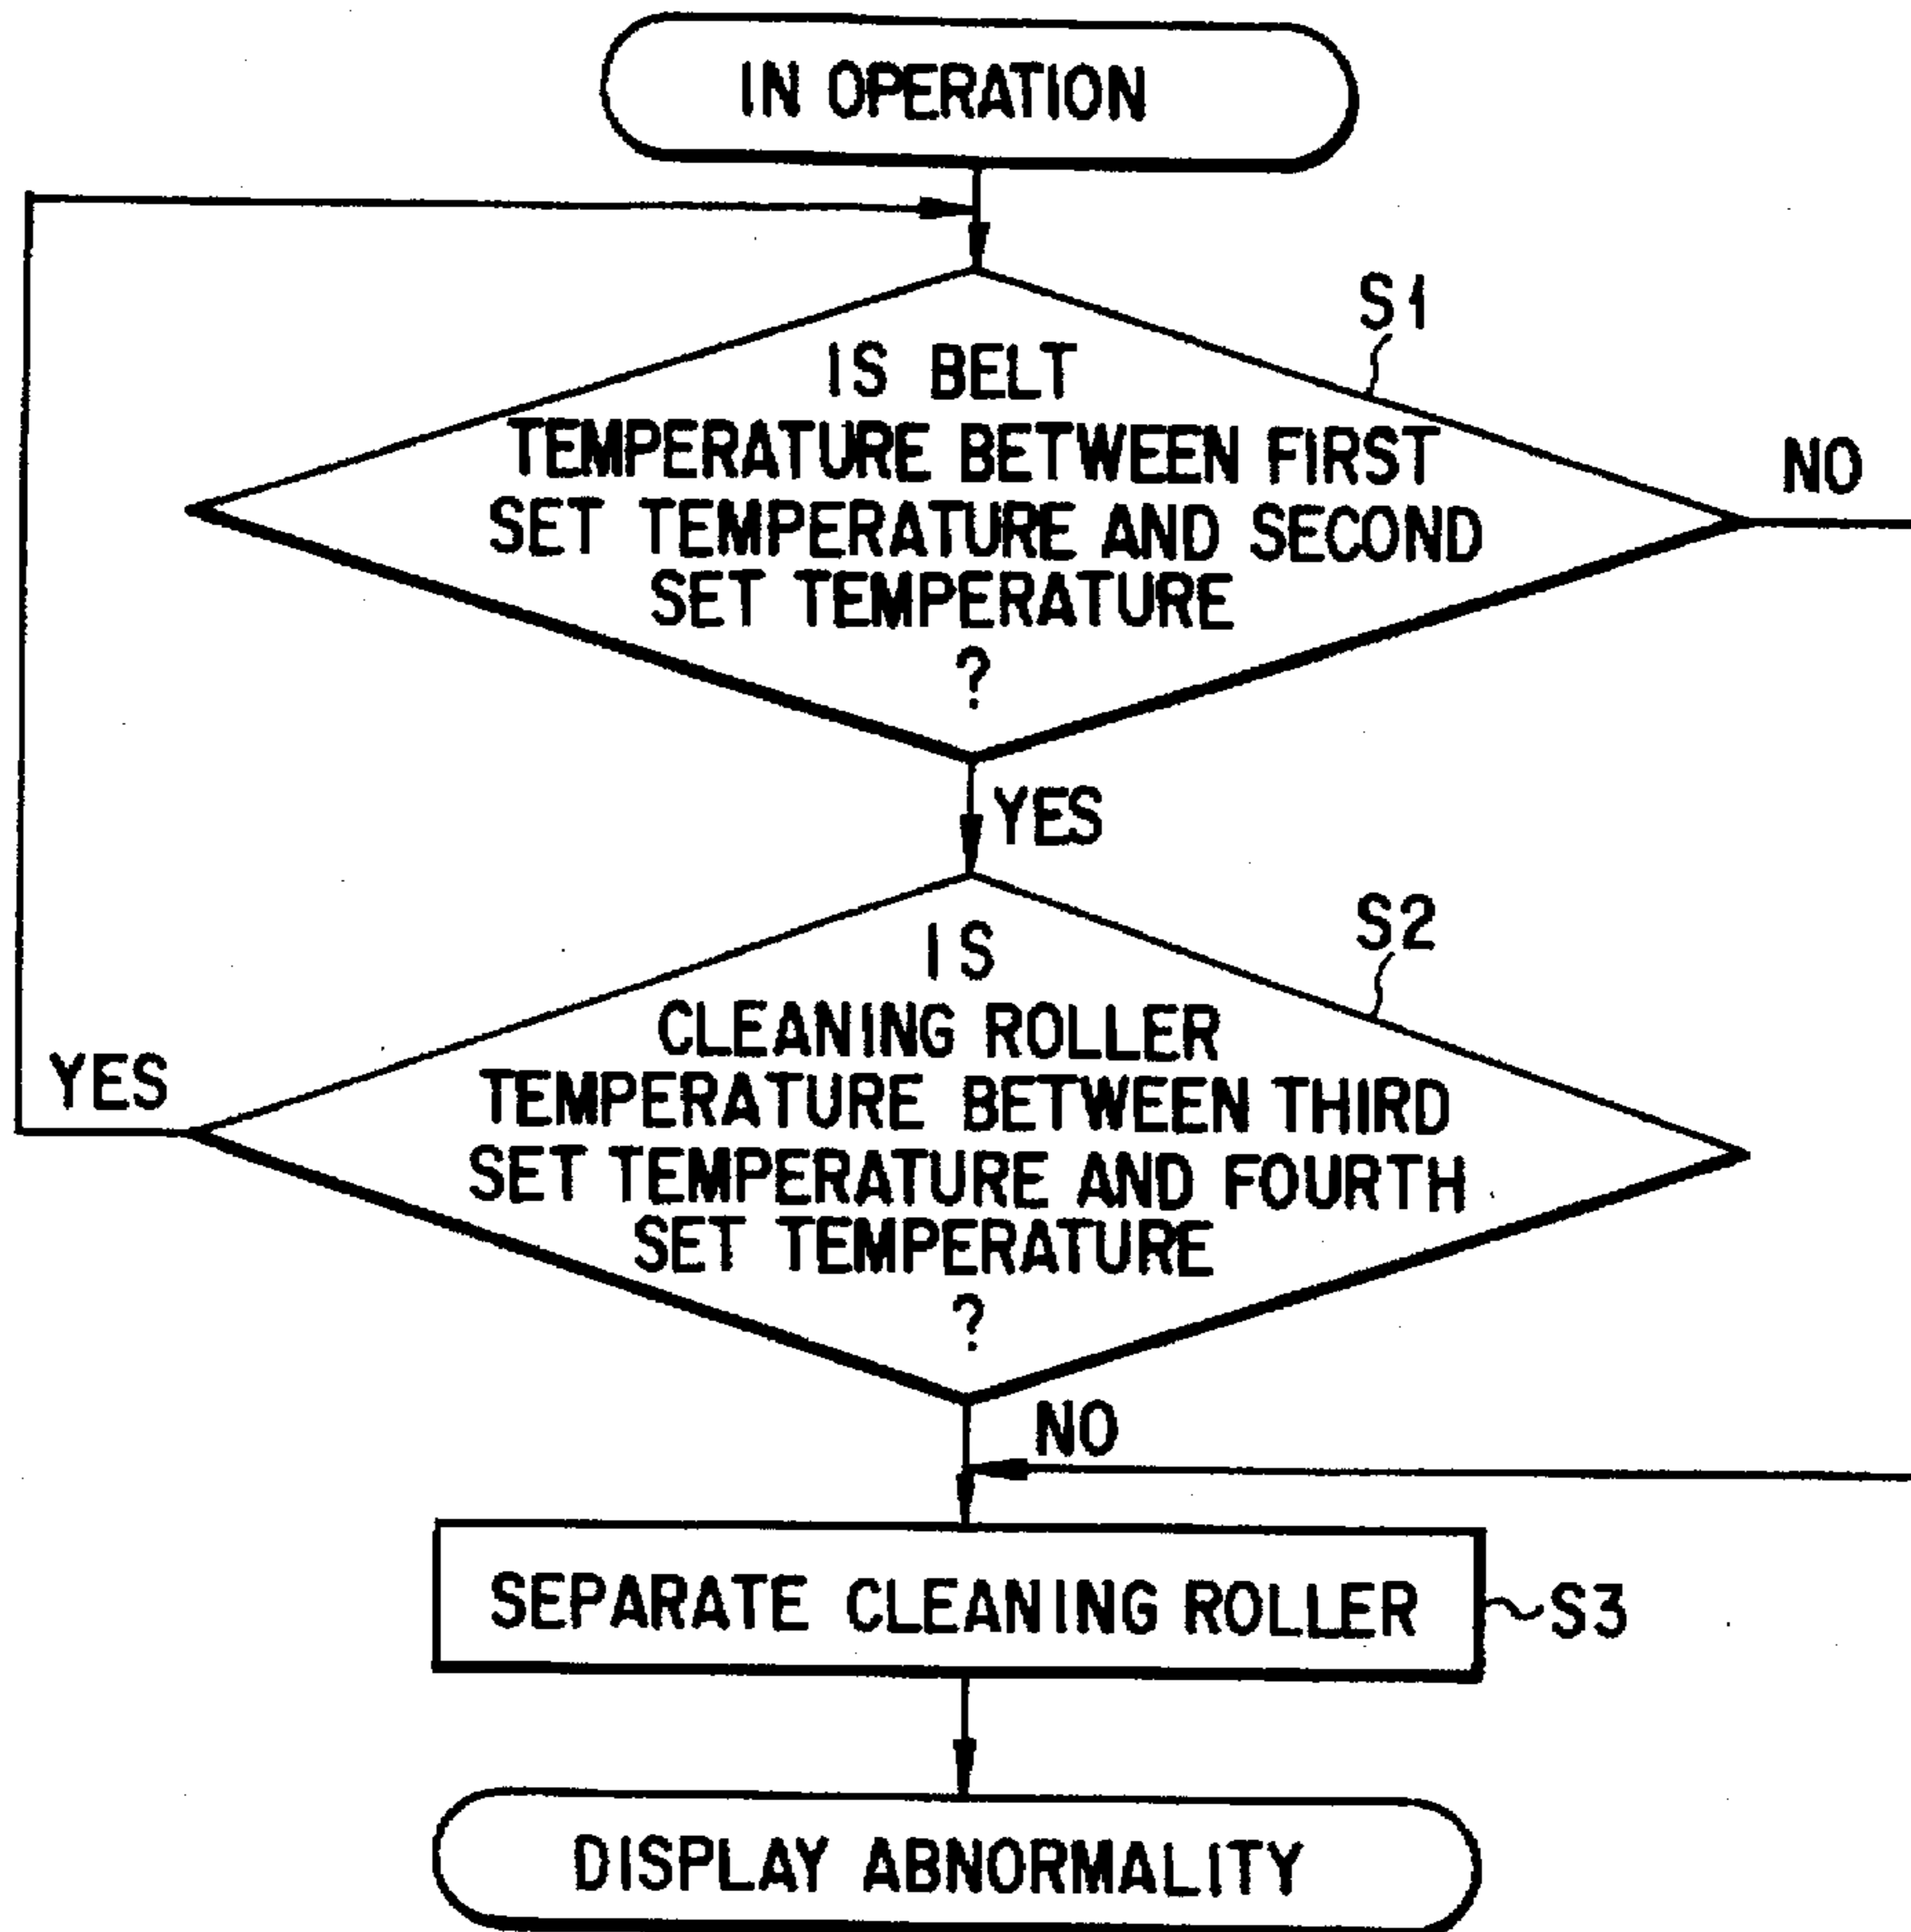 IN OPERATION
S1
IS BELT
TEMPERATURE BETWEEN FIRST
SET TEMPERATURE AND SECOND
SET TEMPERATURE
?
NO
YES
S2
IS
CLEANING ROLLER
TEMPERATURE BETWEEN THIRD
SET TEMPERATURE AND FOURTH
SET TEMPERATURE
?
YES
NO
SEPARATE CLEANING ROLLER
S3
DISPLAY ABNORMALITY